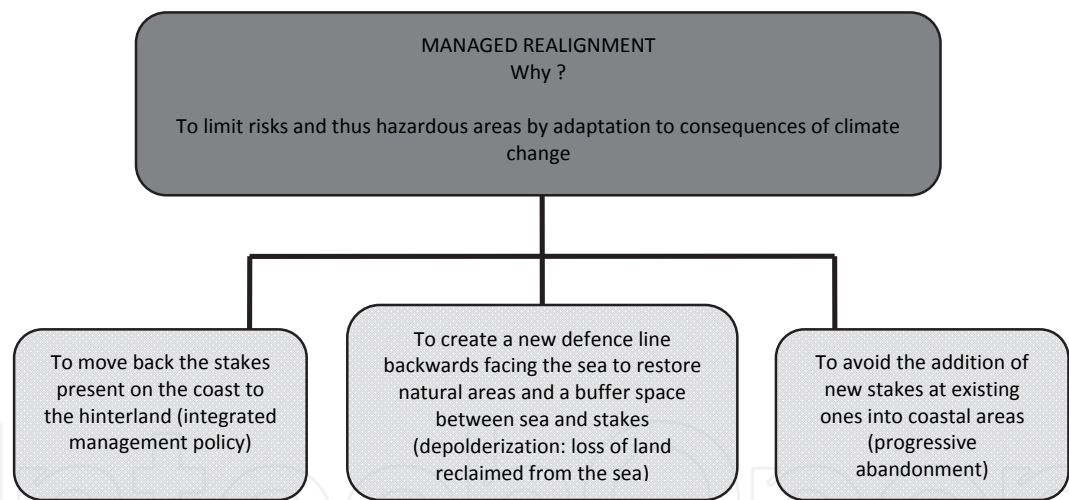 MANAGED REALIGNMENT
Why ?
To limit risks and thus hazardous areas by adaptation to consequences of climate
change
To move back the stakes
present on the coast to
the hinterland (integrated
management policy)
To create a new defence line
backwards facing the sea to restore
natural areas and a buffer space
between sea and stakes
(depolderization: loss of land
reclaimed from the sea)
To avoid the addition of
new stakes at existing
ones into coastal areas
(progressive
abandonment)